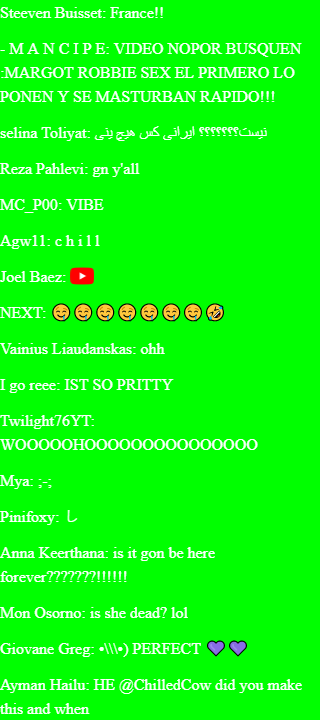 Steeven Buisset: France!!
- M A N C I P E: VIDEO NOPOR BUSQUEN
:MARGOT ROBBIE SEX EL PRIMERO LO
PONEN Y SE MASTURBAN RAPIDO!!!
selina Toliyat: نیست؟؟؟؟؟؟؟ ایرانی کس هیچ ینی
Reza Pahlevi: gn y'all
MC_P00: VIBE
Agw11: c h i l l
Joel Baez:
NEXT: 😋😋😋😋😋😋😋🤣
Vainius Liaudanskas: ohh
I go reee: IST SO PRITTY
Twilight76YT:
WOOOOOHOOOOOOOOOOOOOOO
Mya: ;-;
Pinifoxy: し
Anna Keerthana: is it gon be here
forever???????!!!!!!
Mon Osorno: is she dead? lol
Giovane Greg: •\\\•) PERFECT 💜💜
Ayman Hailu: HE @ChilledCow did you make
this and when